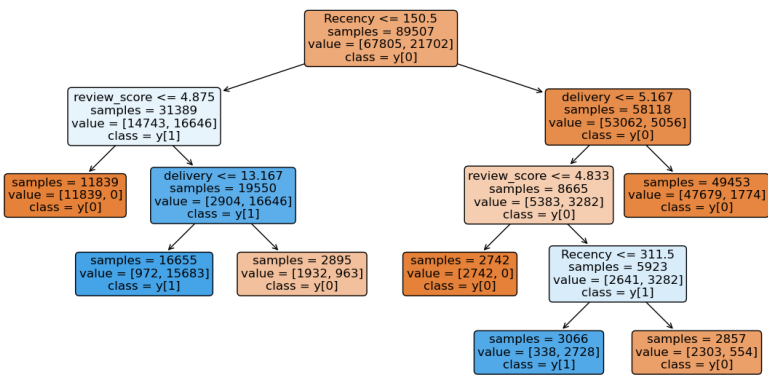 Recency <= 150.5
samples = 89507
value = [67805, 21702]
class = y[0]
review_score <= 4.875
samples = 31389
value = [14743, 16646]
class = y[1]
delivery <= 5.167
samples = 58118
value = [53062, 5056]
class = y[0]
samples = 11839
value = [11839, 0]
class = y[0]
delivery <= 13.167
samples = 19550
value = [2904, 16646]
class = y[1]
review_score <= 4.833
samples = 8665
value = [5383, 3282]
class = y[0]
samples = 49453
value = [47679, 1774]
class = y[0]
samples = 16655
value = [972, 15683]
class = y[1]
samples = 2895
value = [1932, 963]
class = y[0]
samples = 2742
value = [2742, 0]
class = y[0]
Recency <= 311.5
samples = 5923
value = [2641, 3282]
class = y[1]
samples = 3066
value = [338, 2728]
class = y[1]
samples = 2857
value = [2303, 554]
class = y[0]